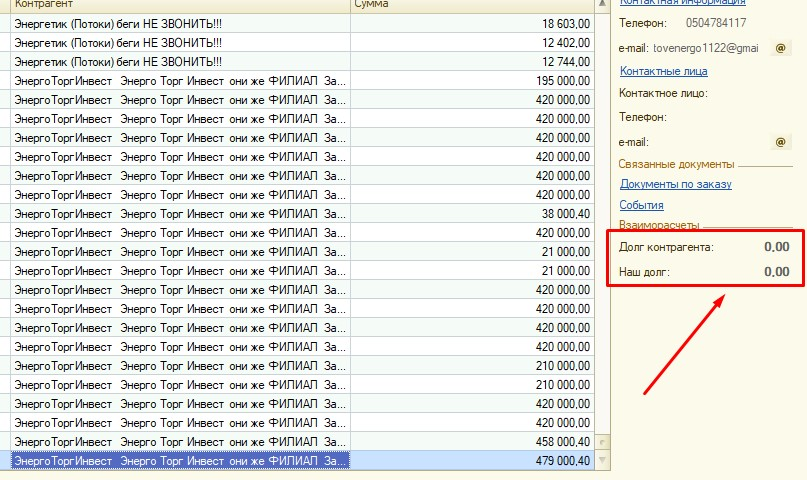 Контрагент Сумма
Энергетик (Потоки) беги НЕ ЗВОНИТЬ!!! 18 603,00
Энергетик (Потоки) беги НЕ ЗВОНИТЬ!!! 12 402,00
Энергетик (Потоки) беги НЕ ЗВОНИТЬ!!! 12 744,00
ЭнергоТоргИнвест Энерго Торг Инвест они же ФИЛИАЛ За... 195 000,00
ЭнергоТоргИнвест Энерго Торг Инвест они же ФИЛИАЛ За... 420 000,00
ЭнергоТоргИнвест Энерго Торг Инвест они же ФИЛИАЛ За... 420 000,00
ЭнергоТоргИнвест Энерго Торг Инвест они же ФИЛИАЛ За... 420 000,00
ЭнергоТоргИнвест Энерго Торг Инвест они же ФИЛИАЛ За... 420 000,00
ЭнергоТоргИнвест Энерго Торг Инвест они же ФИЛИАЛ За... 420 000,00
ЭнергоТоргИнвест Энерго Торг Инвест они же ФИЛИАЛ За... 420 000,00
ЭнергоТоргИнвест Энерго Торг Инвест они же ФИЛИАЛ За... 38 000,40
ЭнергоТоргИнвест Энерго Торг Инвест они же ФИЛИАЛ За... 420 000,00
ЭнергоТоргИнвест Энерго Торг Инвест они же ФИЛИАЛ За... 21 000,00
ЭнергоТоргИнвест Энерго Торг Инвест они же ФИЛИАЛ За... 21 000,00
ЭнергоТоргИнвест Энерго Торг Инвест они же ФИЛИАЛ За... 420 000,00
ЭнергоТоргИнвест Энерго Торг Инвест они же ФИЛИАЛ За... 420 000,00
ЭнергоТоргИнвест Энерго Торг Инвест они же ФИЛИАЛ За... 420 000,00
ЭнергоТоргИнвест Энерго Торг Инвест они же ФИЛИАЛ За... 420 000,00
ЭнергоТоргИнвест Энерго Торг Инвест они же ФИЛИАЛ За... 210 000,00
ЭнергоТоргИнвест Энерго Торг Инвест они же ФИЛИАЛ За... 210 000,00
ЭнергоТоргИнвест Энерго Торг Инвест они же ФИЛИАЛ За... 420 000,00
ЭнергоТоргИнвест Энерго Торг Инвест они же ФИЛИАЛ За... 420 000,00
ЭнергоТоргИнвест Энерго Торг Инвест они же ФИЛИАЛ За... 458 000,40
ЭнергоТоргИнвест Энерго Торг Инвест они же ФИЛИАЛ За... 479 000,40
Контактная информация
Телефон: 0504784117
e-mail: tovenergo1122@gmai @
Контактные лица
Контактное лицо:
Телефон:
e-mail: @
Связанные документы
Документы по заказу
События
Взаиморасчеты
Долг контрагента: 0,00
Наш долг: 0,00